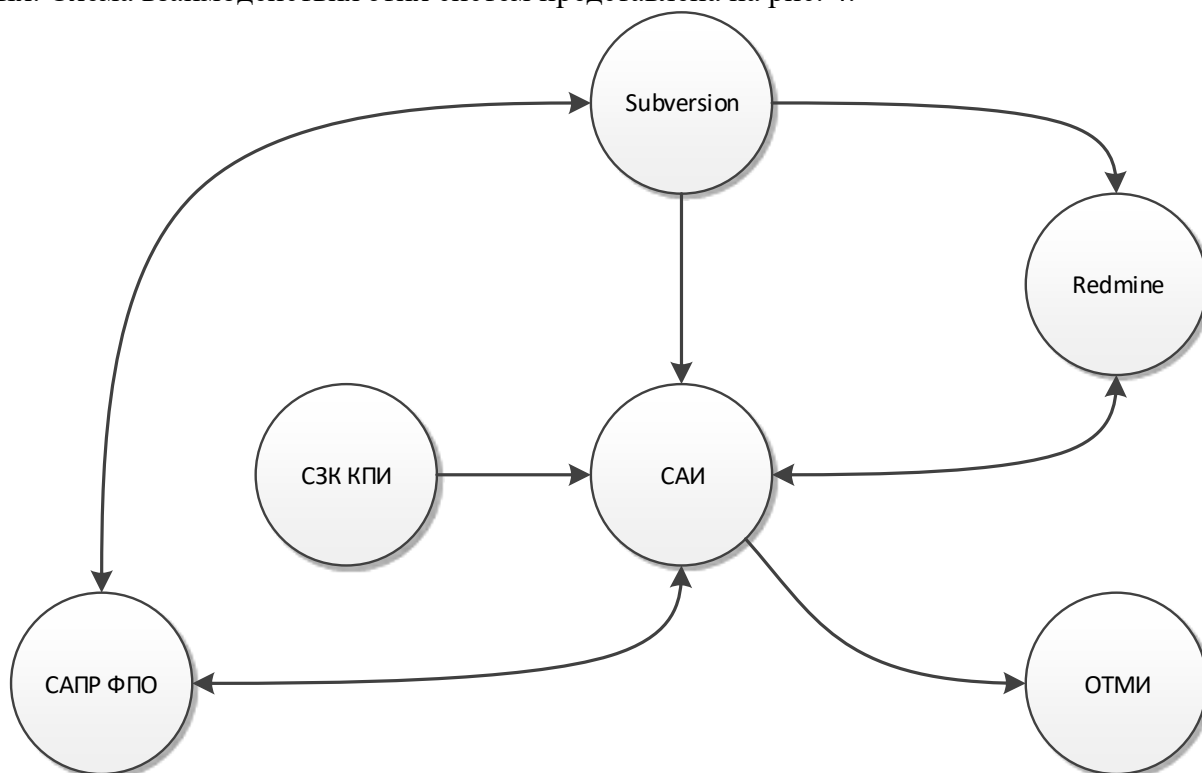 Subversion
Redmine
СЗК КПИ
САИ
САПР ФПО
ОТМИ